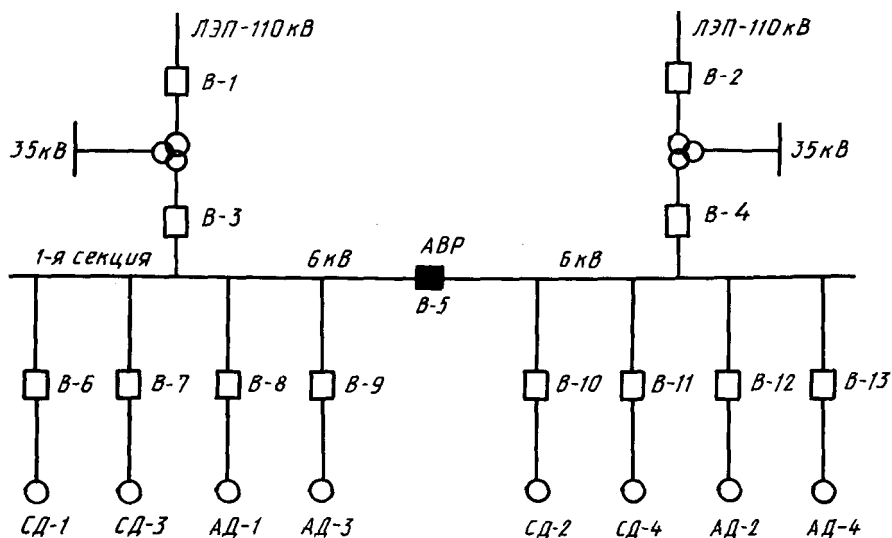 ЛЭП-110кВ ЛЭП-110кВ
В-1 В-2
35кВ 35кВ
В-3 В-4
АВР
1-я секция 6кВ 6кВ
В-5
В-6 В-7 В-8 В-9 В-10 В-11 В-12 В-13
СД-1 СД-3 АД-1 АД-3 СД-2 СД-4 АД-2 АД-4